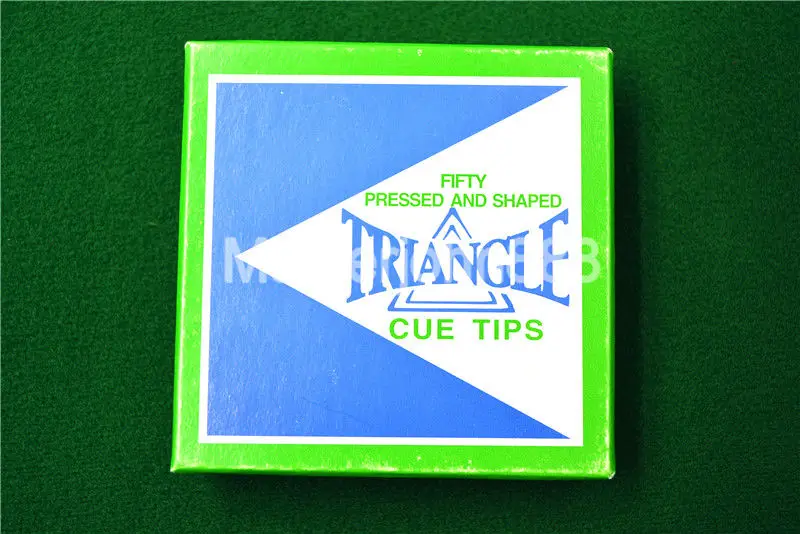 FIFTY
PRESSED AND SHAPED
TRIANGLE
CUE TIPS